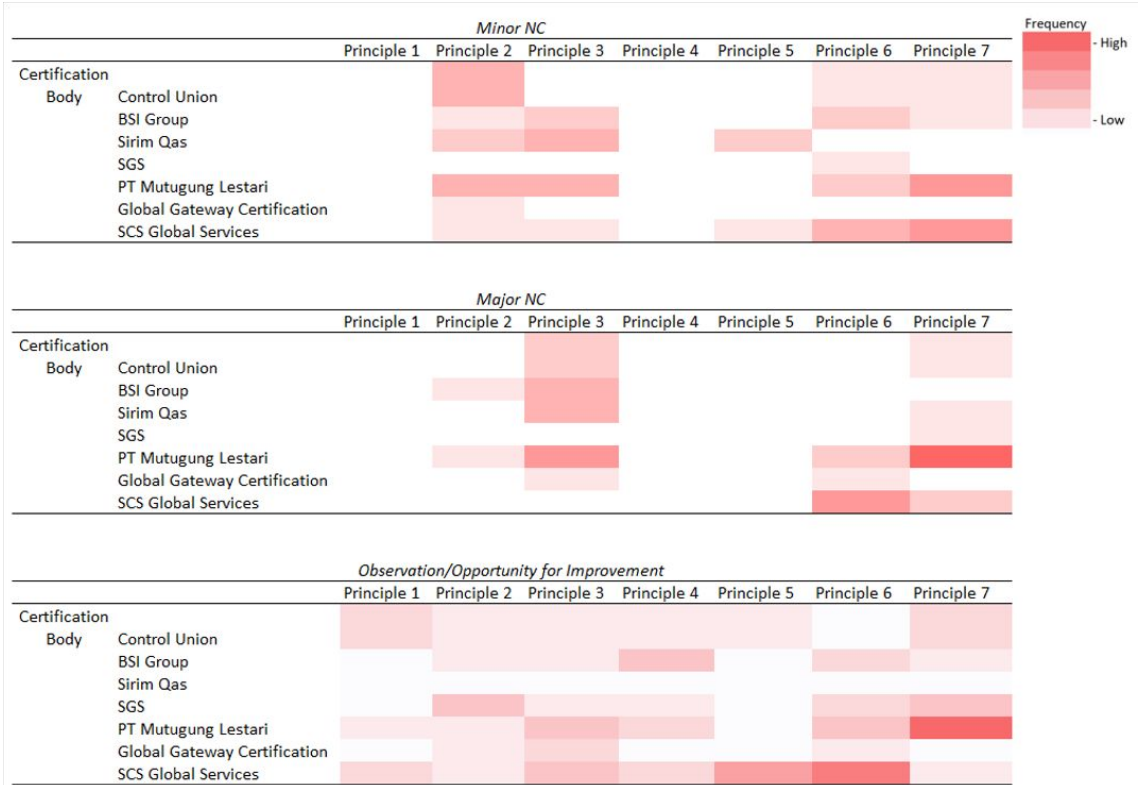 Minor NC
Frequency
Principle 1 Principle 2 Principle 3 Principle 4 Principle 5 Principle 6 Principle 7
- High
Certification
Body Control Union
- Low
BSI Group
Sirim Qas
SGS
PT Mutugung Lestari
Global Gateway Certification
SCS Global Services
Major NC
Principle 1 Principle 2 Principle 3 Principle 4 Principle 5 Principle 6 Principle 7
Certification
Body Control Union
BSI Group
Sirim Qas
SGS
PT Mutugung Lestari
Global Gateway Certification
SCS Global Services
Observation/Opportunity for Improvement
Principle 1 Principle 2 Principle 3 Principle 4 Principle 5 Principle 6 Principle 7
Certification
Body Control Union
BSI Group
Sirim Qas
SGS
PT Mutugung Lestari
Global Gateway Certification
SCS Global Services